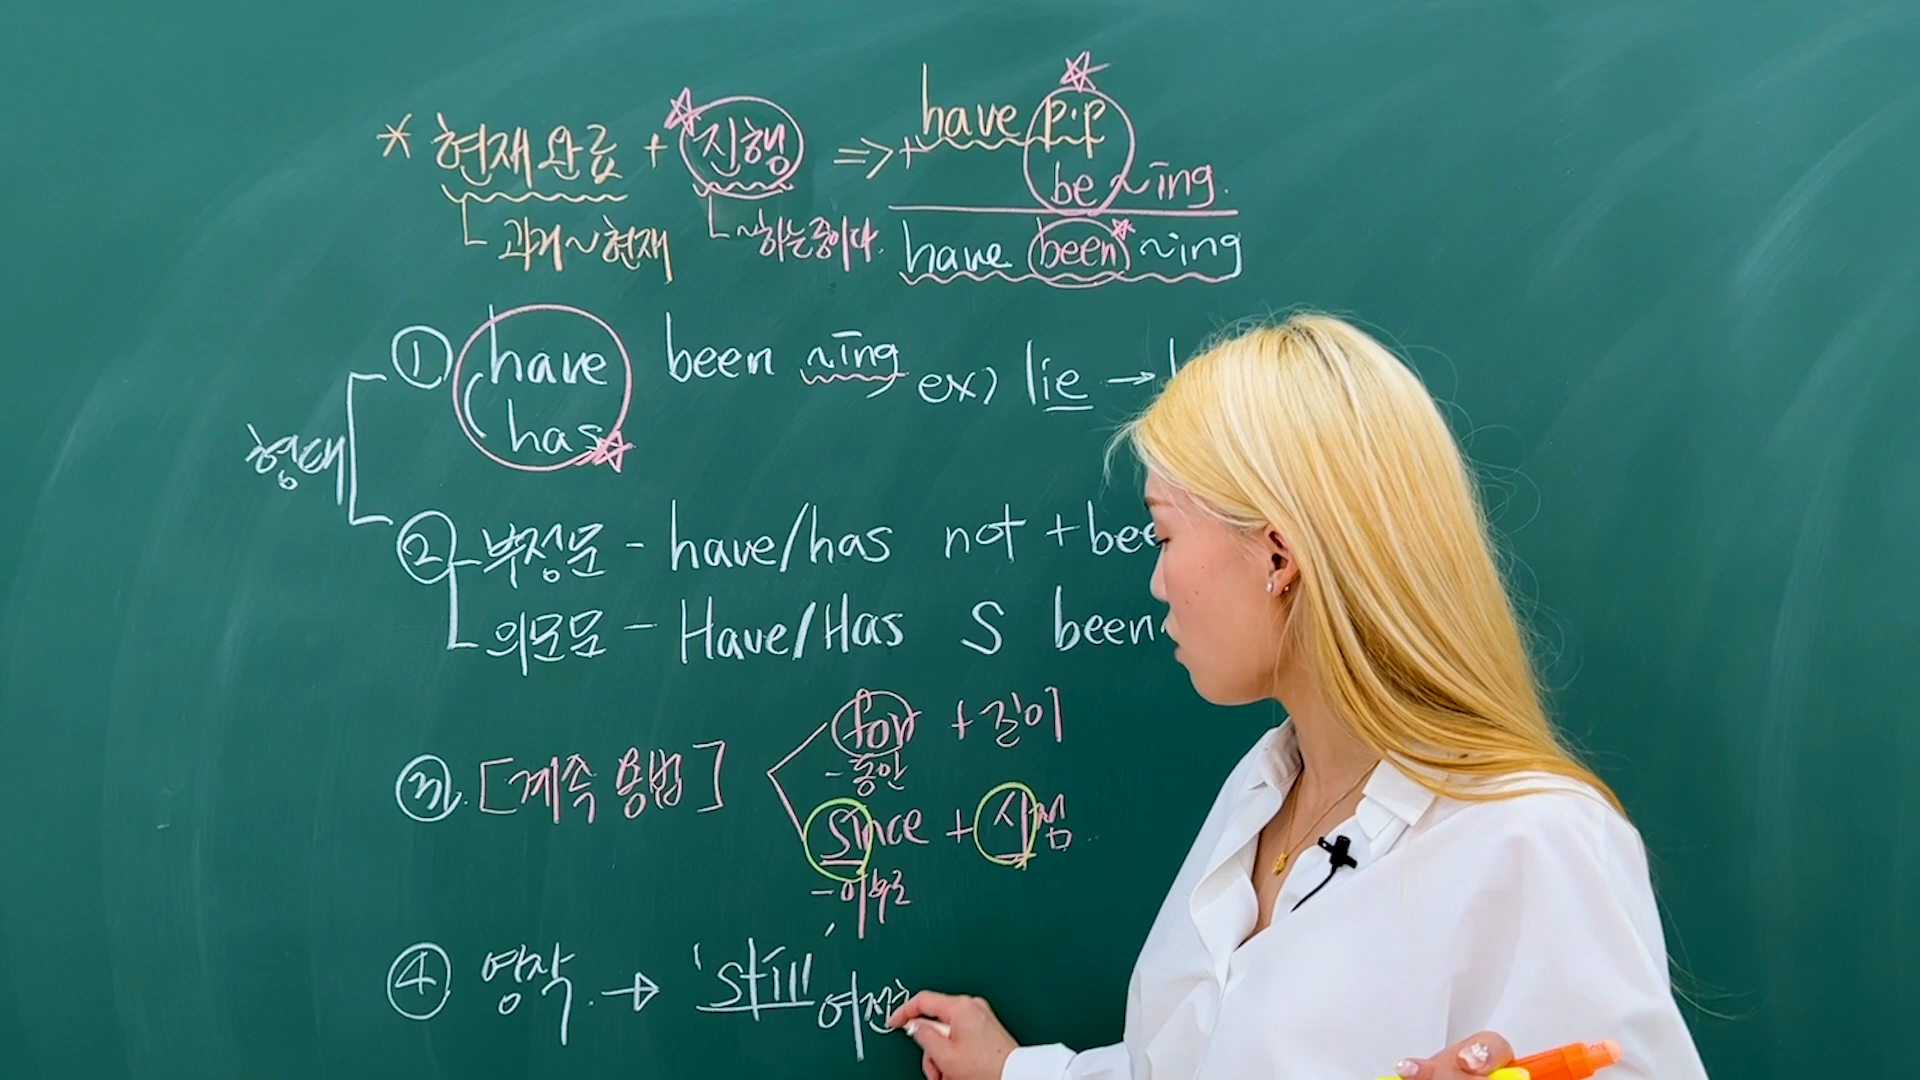 * 현재완료 + 진행 => + have p.p
be ~ing.
└ 과거~현재 └ ~하는중이다.
have been ~ing
형태
① have been ~ing ex) lie →
has
② 부정문 - have/has not +bee
의문문 - Have/Has S been
③. [계속 용법] for + 길이
- 동안
since + 시점
- 이후로
④ 영작 → 'still